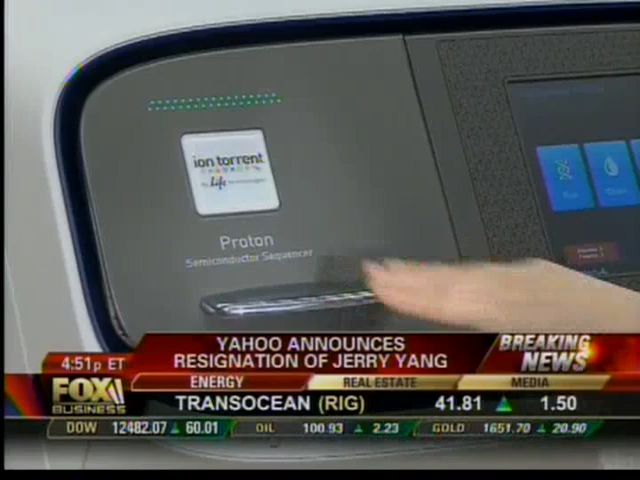 ion torrent
by Life technologies
Proton
Semiconductor Sequencer
Run
YAHOO ANNOUNCES
RESIGNATION OF JERRY YANG
BREAKING
NEWS
4:51p ET
ENERGY REAL ESTATE MEDIA
FOX
BUSINESS
TRANSOCEAN (RIG) 41.81 ▲ 1.50
DOW 12482.07 ▲ 60.01 OIL 100.93 ▲ 2.23 GOLD 1651.70 ▲ 20.90